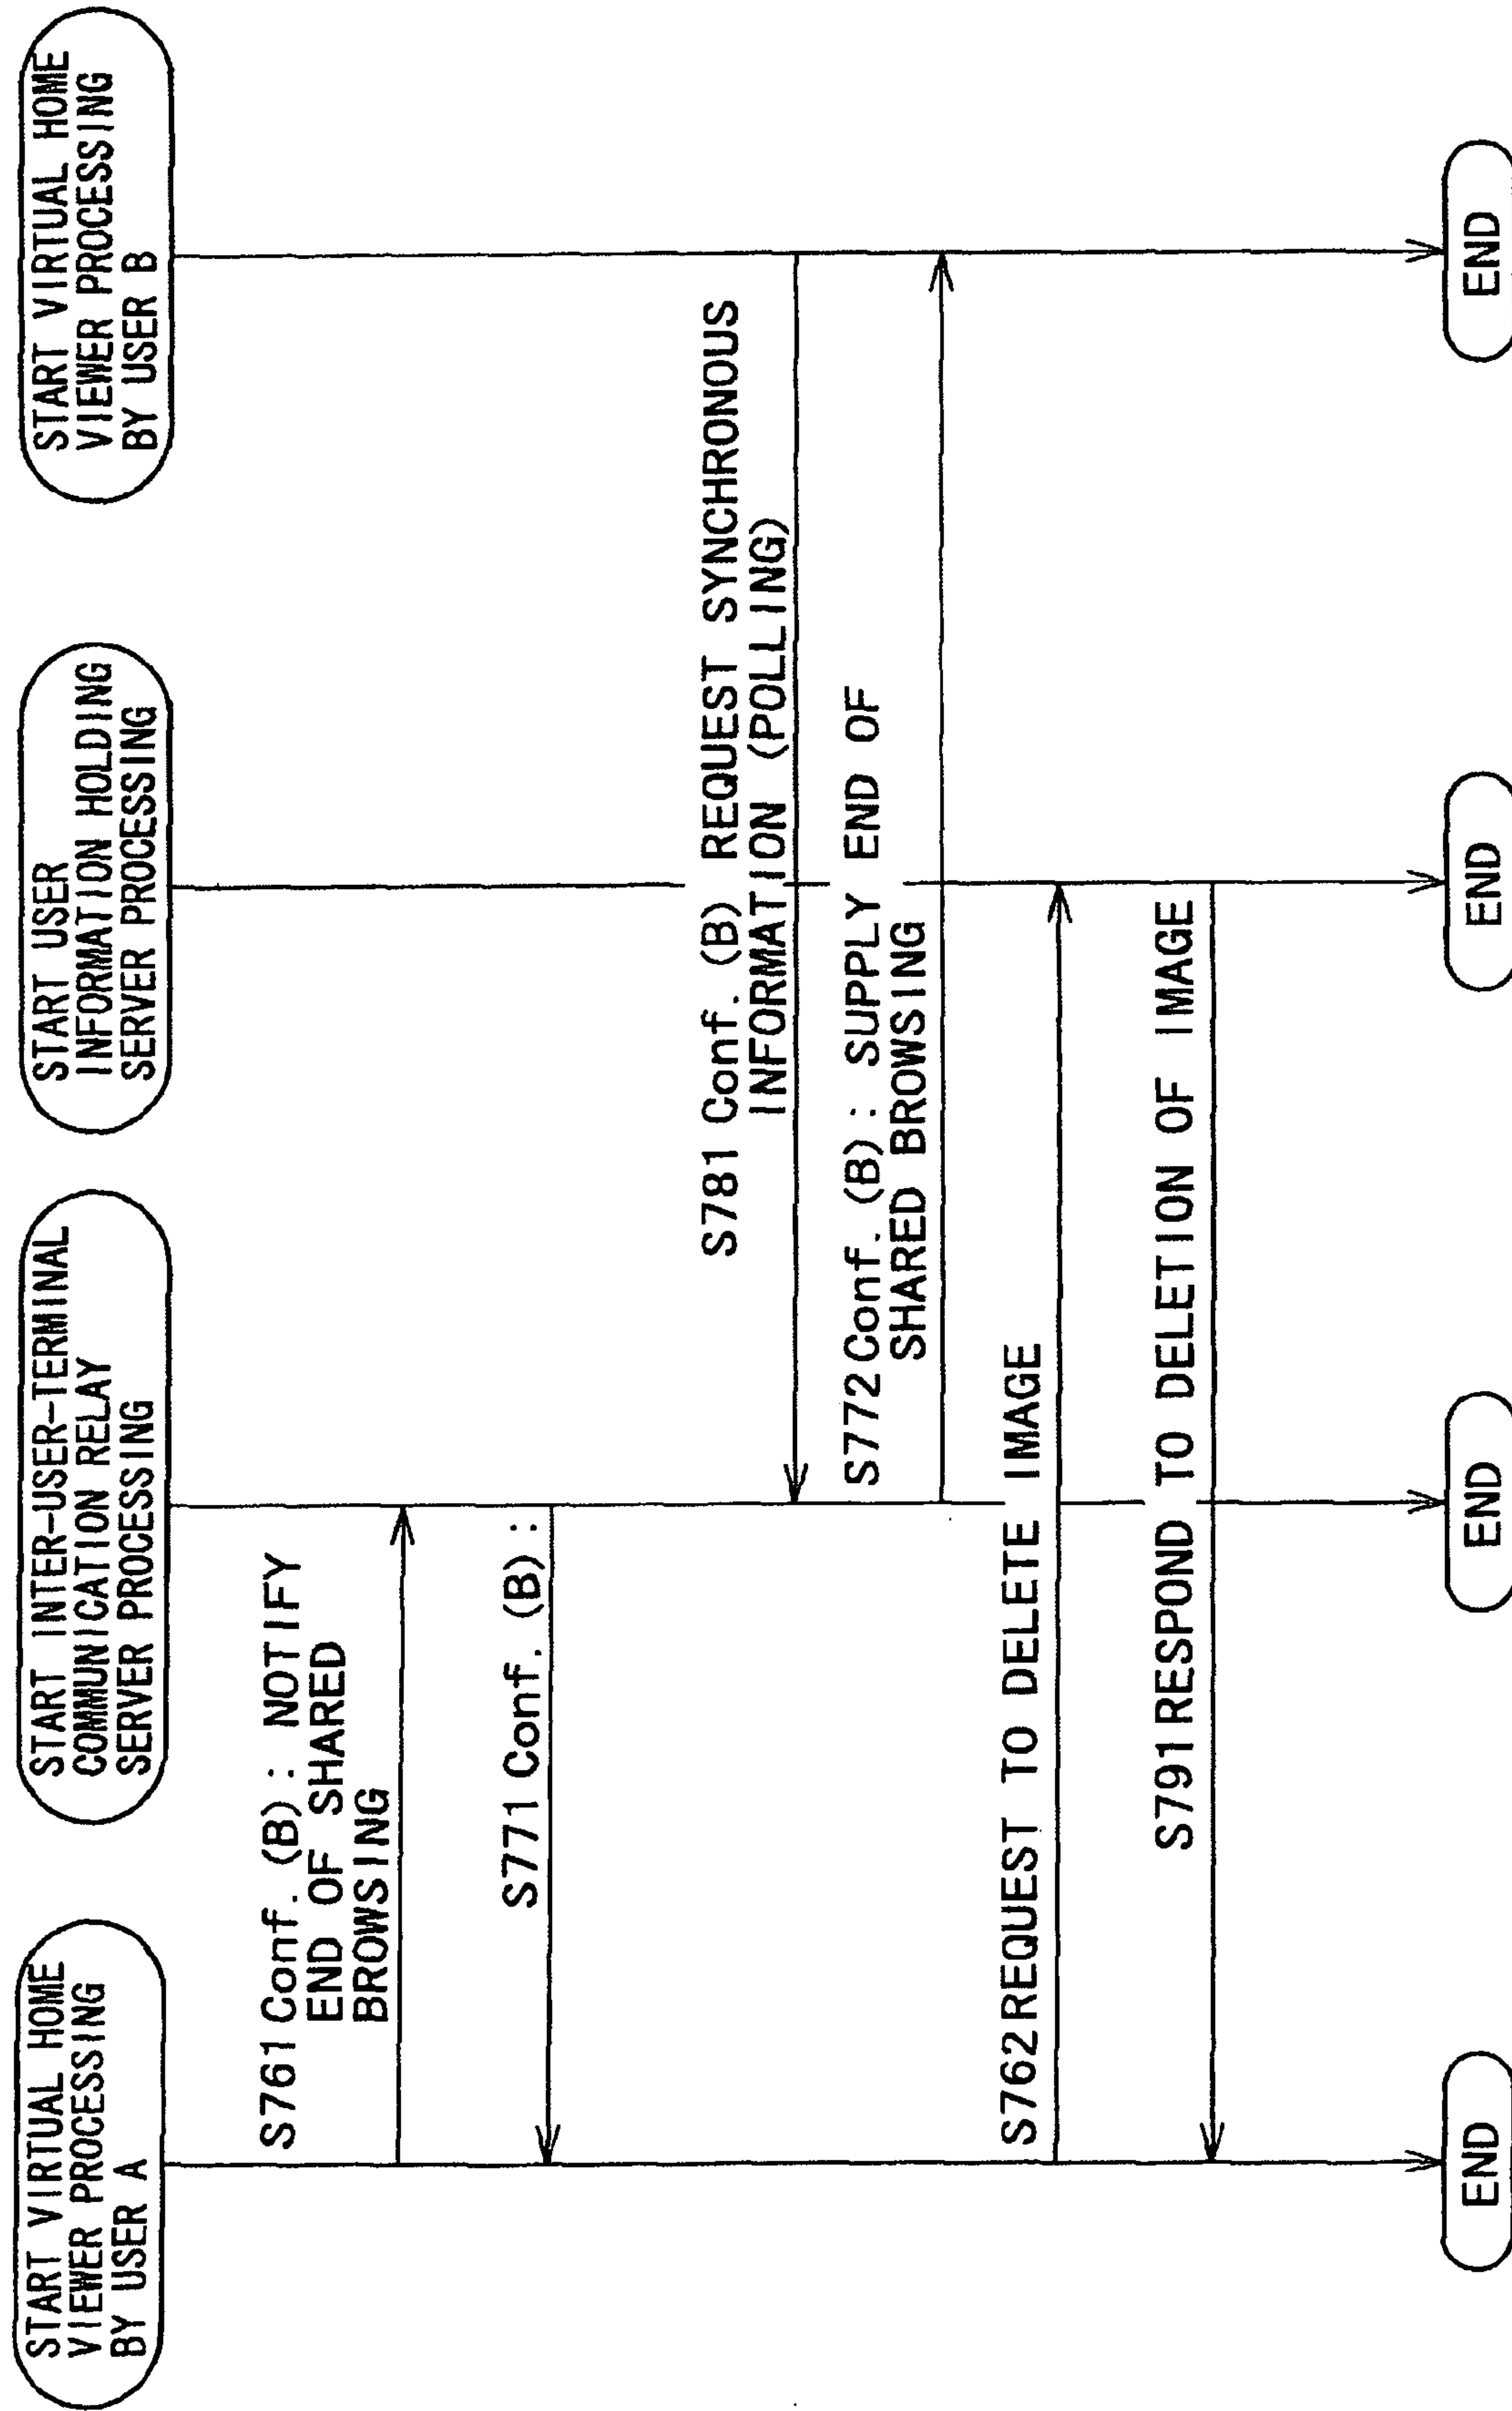 START VIRTUAL HOME
VIEWER PROCESSING
BY USER A
START INTER-USER-TERMINAL
COMMUNICATION RELAY
SERVER PROCESSING
START USER
INFORMATION HOLDING
SERVER PROCESSING
START VIRTUAL HOME
VIEWER PROCESSING
BY USER B
S761 Conf. (B): NOTIFY
END OF SHARED
BROWSING
S771 Conf. (B):
S781 Conf. (B) REQUEST SYNCHRONOUS
INFORMATION (POLLING)
S772 Conf. (B): SUPPLY END OF
SHARED BROWSING
S762 REQUEST TO DELETE IMAGE
S791 RESPOND TO DELETION OF IMAGE
END
END
END
END